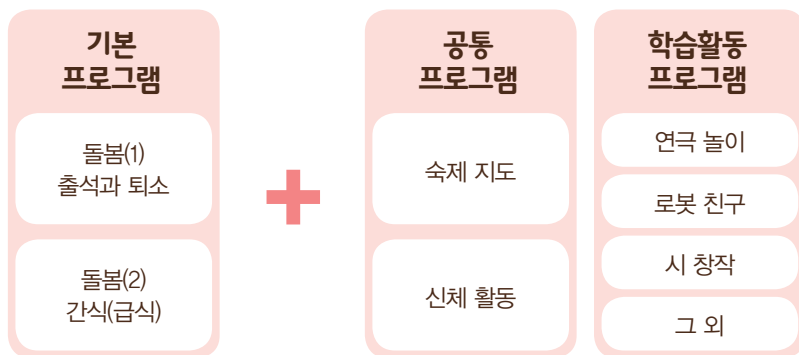 기본
프로그램
돌봄(1)
출석과 퇴소
돌봄(2)
간식(급식)
+
공통
프로그램
숙제 지도
신체 활동
학습활동
프로그램
연극 놀이
로봇 친구
시 창작
그 외